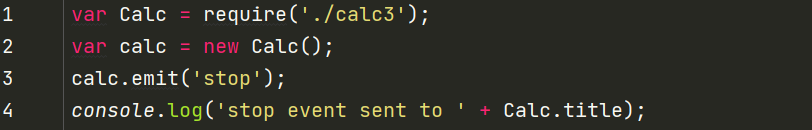 1 var Calc = require('./calc3');
2 var calc = new Calc();
3 calc.emit('stop');
4 console.log('stop event sent to ' + Calc.title);